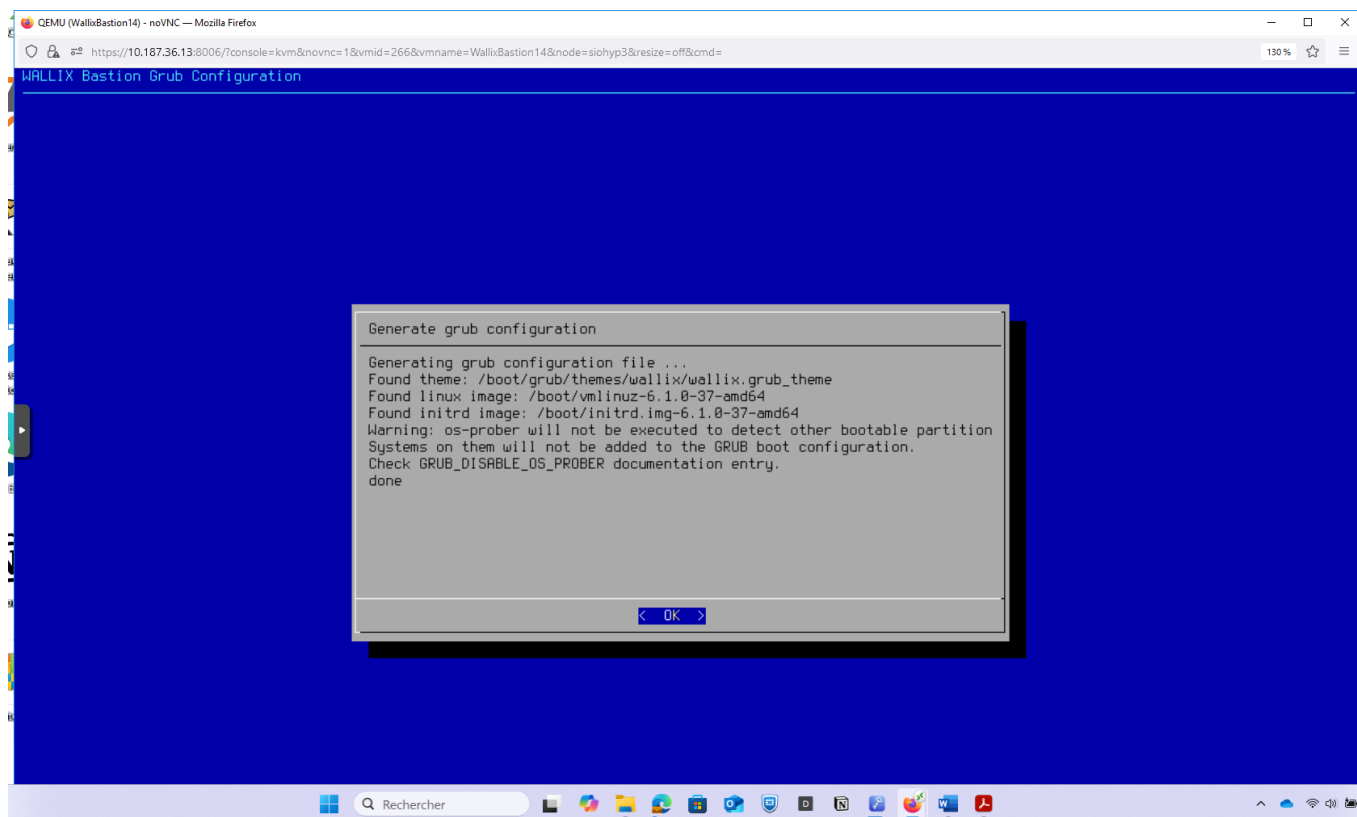 QEMU (WallixBastion14) - noVNC — Mozilla Firefox
https://10.187.36.13:8006/?console=kvm&novnc=1&vmid=266&vmname=WallixBastion14&node=siohyp3&resize=off&cmd=
130 %
WALLIX Bastion Grub Configuration
Generate grub configuration
Generating grub configuration file ...
Found theme: /boot/grub/themes/wallix/wallix.grub_theme
Found linux image: /boot/vmlinuz-6.1.0-37-amd64
Found initrd image: /boot/initrd.img-6.1.0-37-amd64
Warning: os-prober will not be executed to detect other bootable partition
Systems on them will not be added to the GRUB boot configuration.
Check GRUB_DISABLE_OS_PROBER documentation entry.
done
< OK >
Rechercher